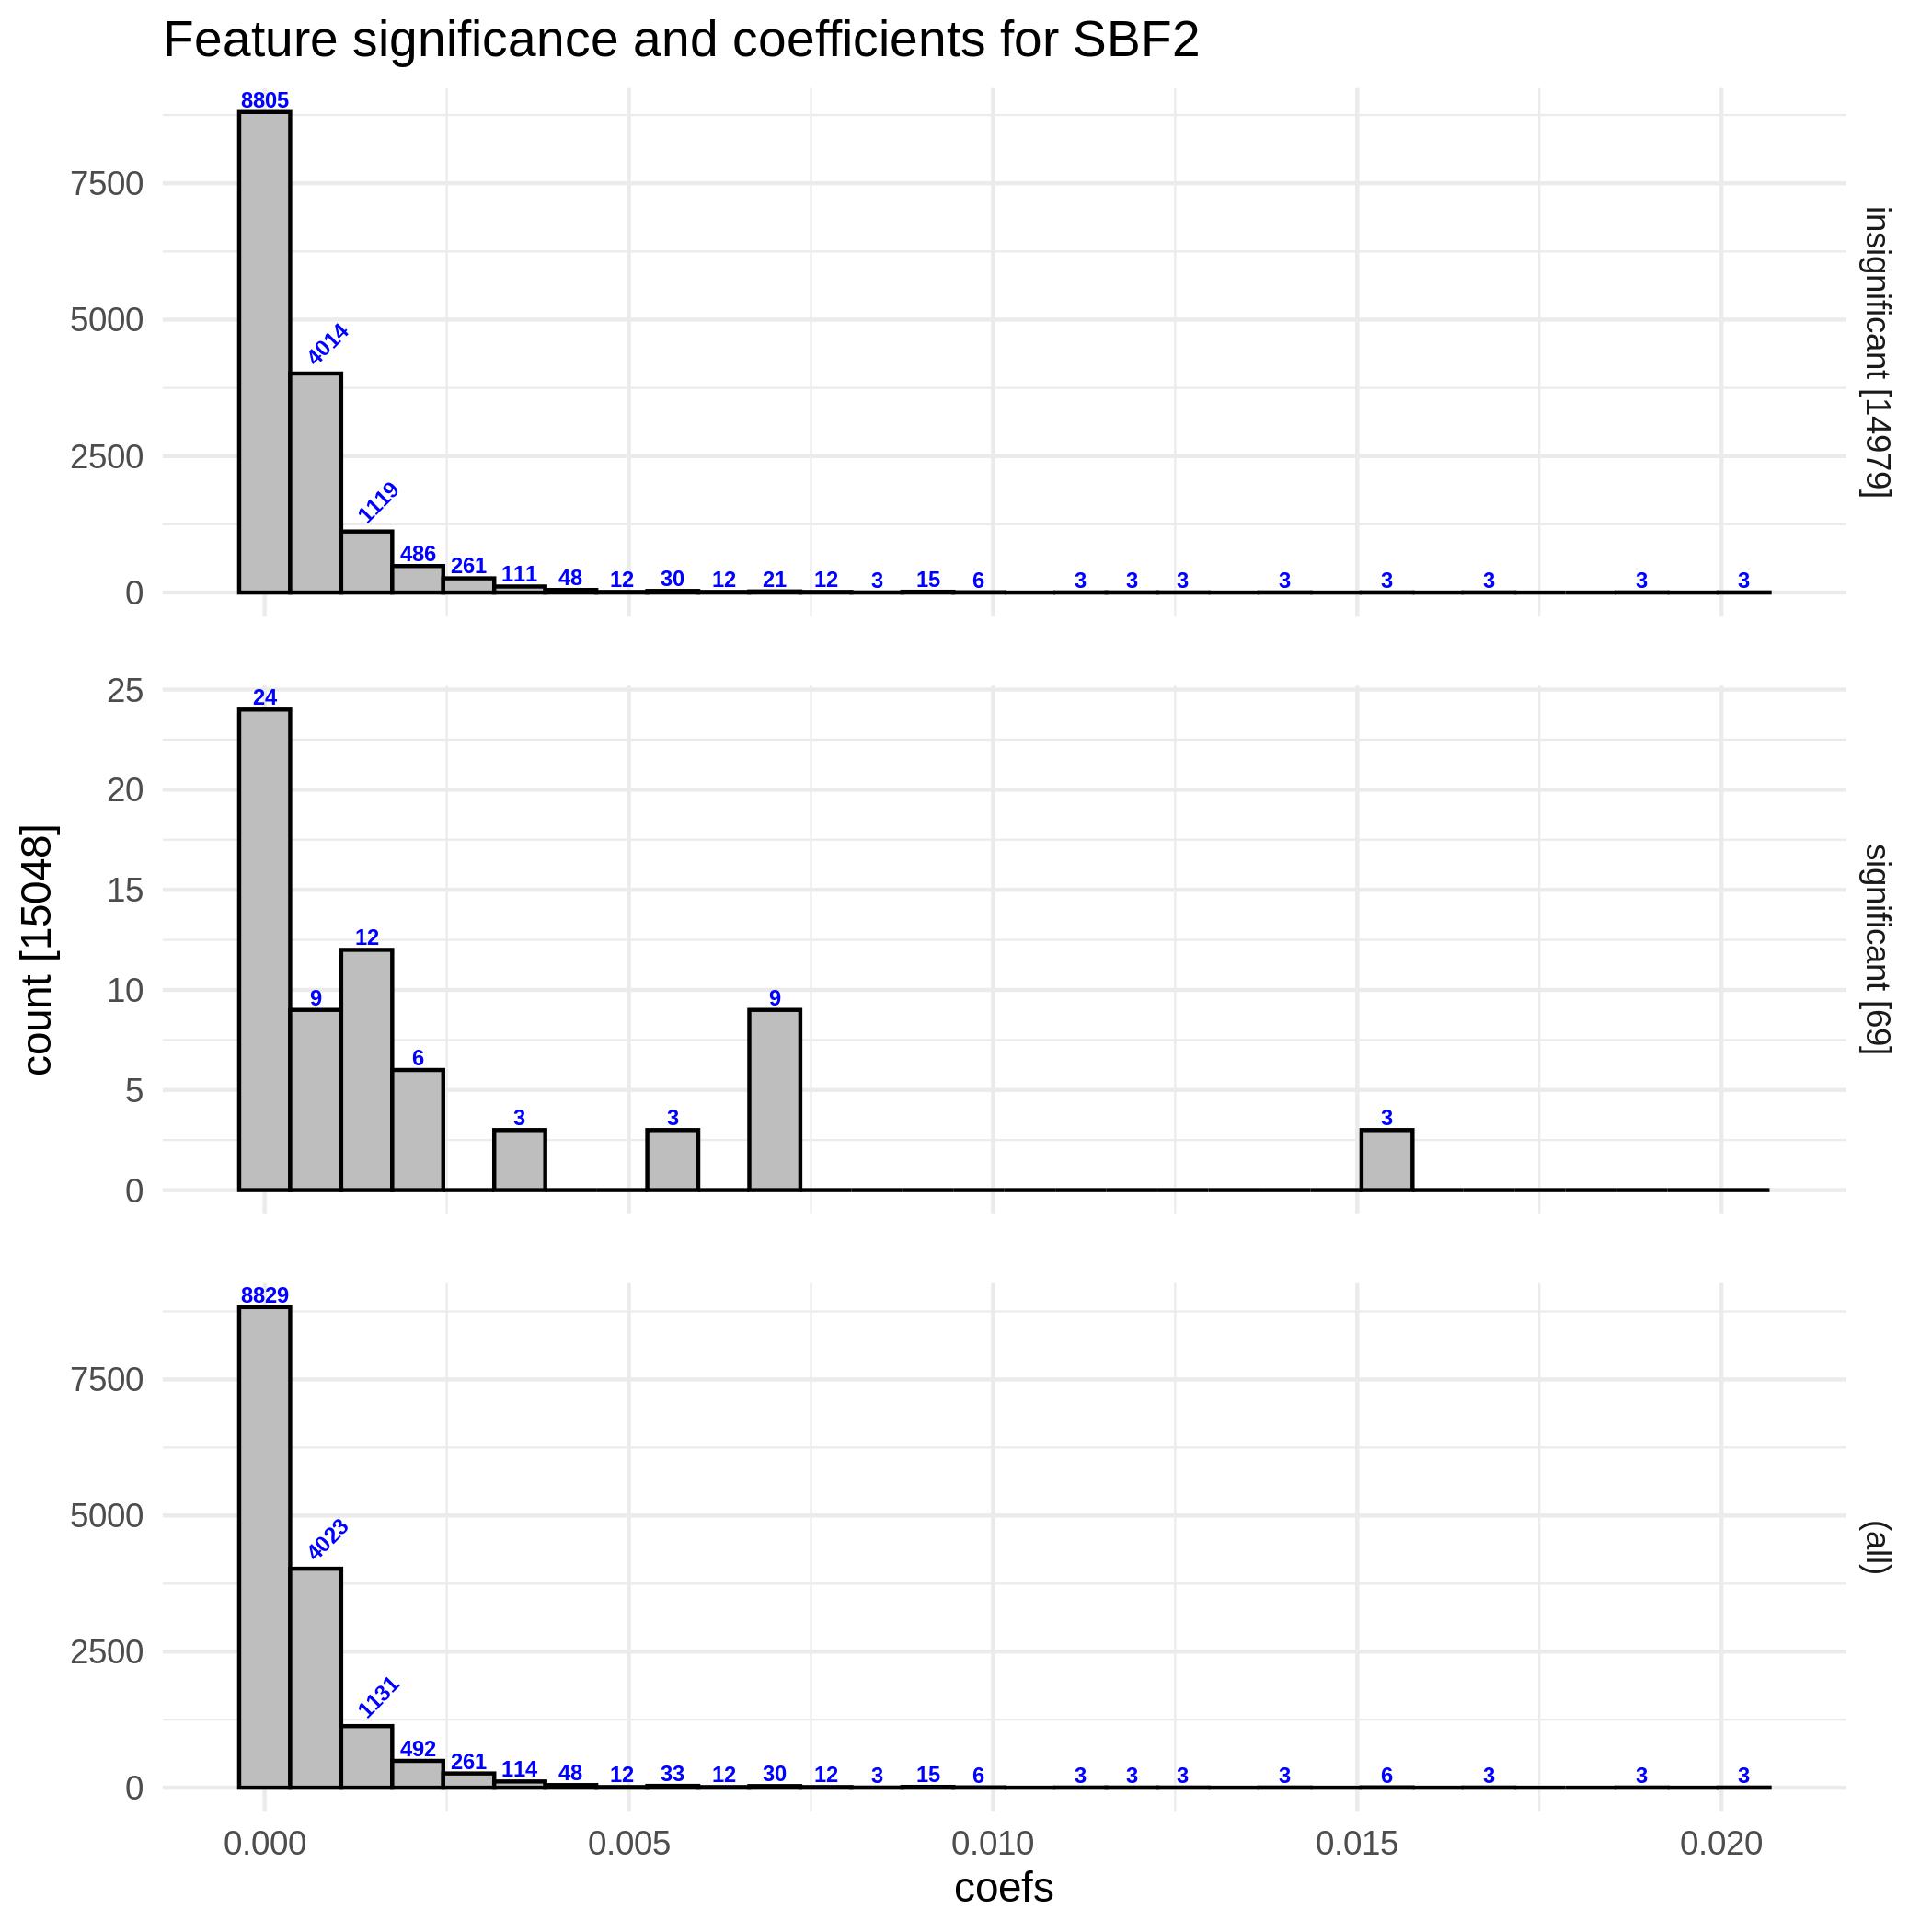 Feature significance and coefficients for SBF2
8805
7500
5000
4014
2500
1119
486 261 111 48 12 30 12 21 12 3 15 6 3 3 3 3 3 3 3 3
0
insignificant [14979]
25
24
20
15
12
10
9 9
6
5
3 3 3
0
significant [69]
count [15048]
8829
7500
5000
4023
2500
1131
492 261 114 48 12 33 12 30 12 3 15 6 3 3 3 3 6 3 3 3
0
(all)
0.000 0.005 0.010 0.015 0.020
coefs